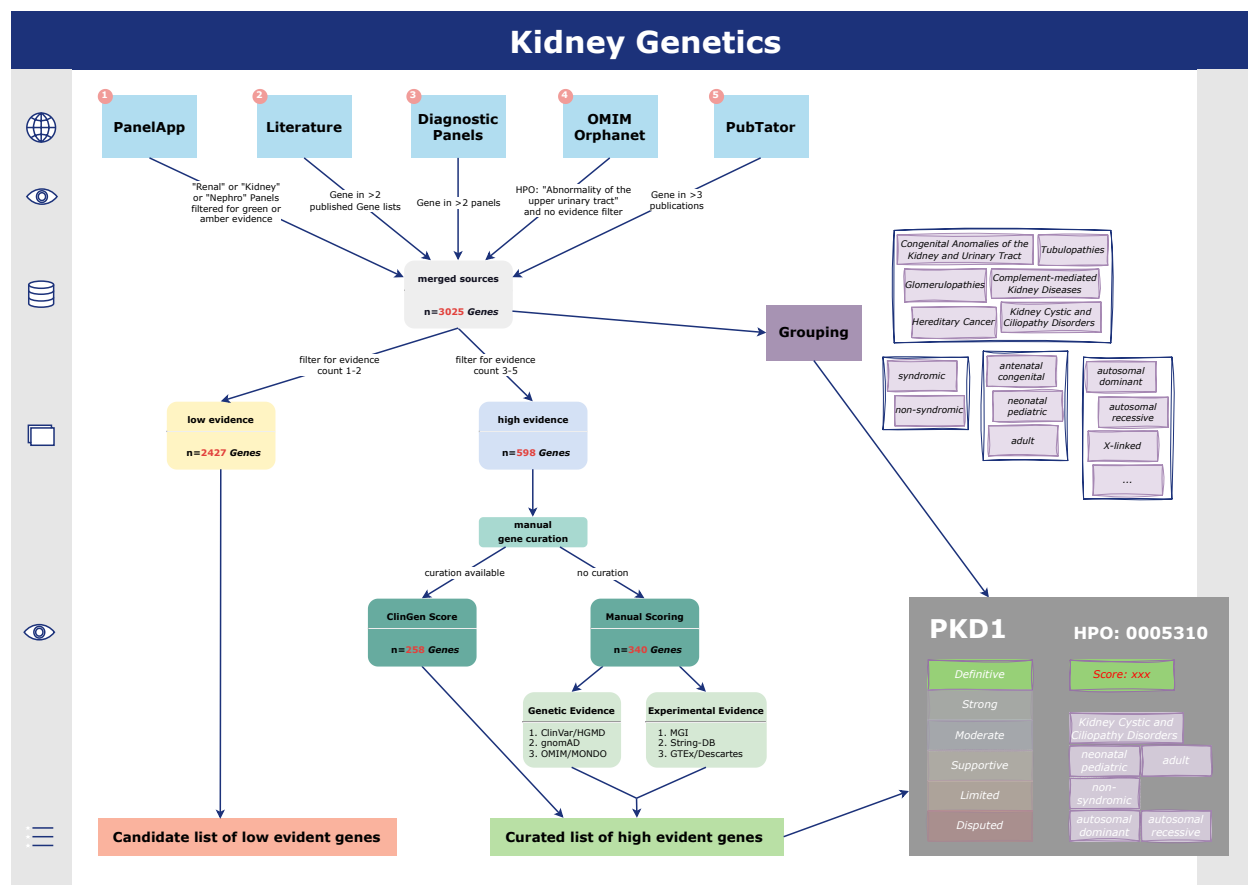 Kidney Genetics
1
PanelApp
2
Literature
3
Diagnostic
Panels
4
OMIM
Orphanet
5
PubTator
"Renal" or "Kidney"
or "Nephro" Panels
filtered for green or
amber evidence
Gene in >2
published Gene lists
Gene in >2 panels
HPO: "Abnormality of the
upper urinary tract"
and no evidence filter
Gene in >3
publications
merged sources
n=3025 Genes
Grouping
Congenital Anomalies of the
Kidney and Urinary Tract
Tubulopathies
Glomerulopathies
Complement-mediated
Kidney Diseases
Hereditary Cancer
Kidney Cystic and
Ciliopathy Disorders
syndromic
non-syndromic
antenatal
congenital
neonatal
pediatric
adult
autosomal
dominant
autosomal
recessive
X-linked
...
filter for evidence
count 1-2
filter for evidence
count 3-5
low evidence
n=2427 Genes
high evidence
n=598 Genes
manual
gene curation
curation available
no curation
ClinGen Score
n=258 Genes
Manual Scoring
n=340 Genes
Genetic Evidence
1. ClinVar/HGMD
2. gnomAD
3. OMIM/MONDO
Experimental Evidence
1. MGI
2. String-DB
3. GTEx/Descartes
Candidate list of low evident genes
Curated list of high evident genes
PKD1
HPO: 0005310
Definitive
Strong
Moderate
Supportive
Limited
Disputed
Score: xxx
Kidney Cystic and
Ciliopathy Disorders
neonatal
pediatric
adult
non-
syndromic
autosomal
dominant
autosomal
recessive